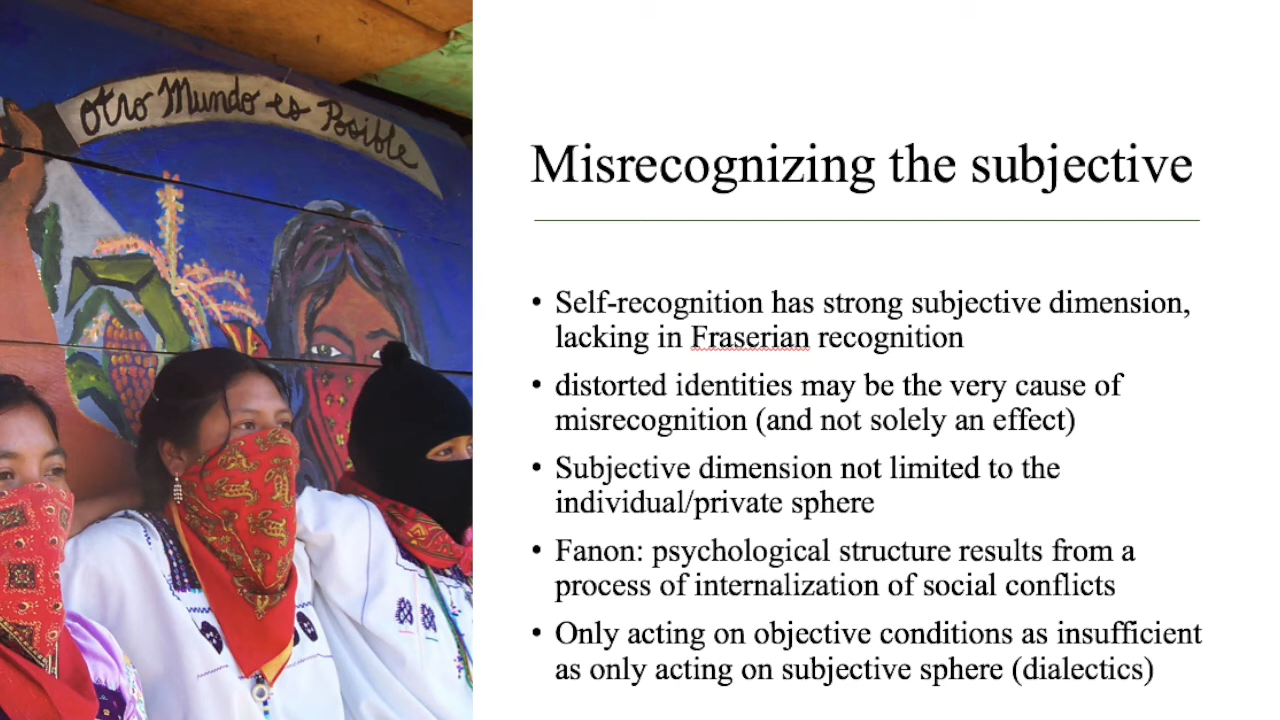 otro Mundo es Posible
Misrecognizing the subjective
• Self-recognition has strong subjective dimension,
lacking in Fraserian recognition
• distorted identities may be the very cause of
misrecognition (and not solely an effect)
• Subjective dimension not limited to the
individual/private sphere
• Fanon: psychological structure results from a
process of internalization of social conflicts
• Only acting on objective conditions as insufficient
as only acting on subjective sphere (dialectics)